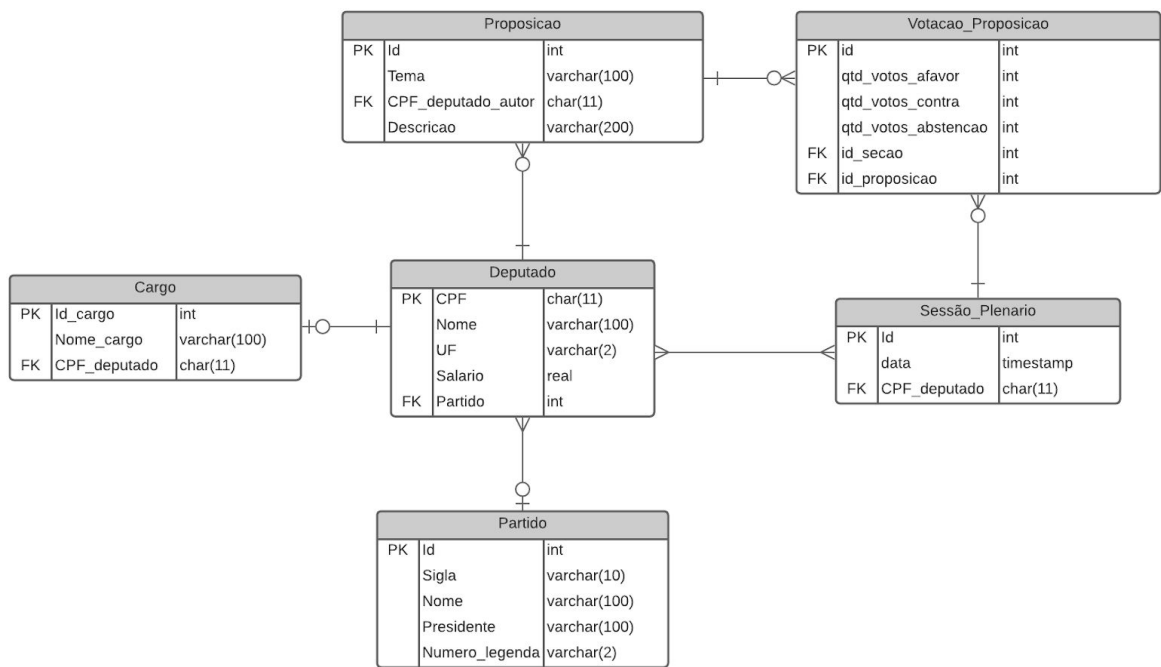 Proposicao
PK Id int
Tema varchar(100)
FK CPF_deputado_autor char(11)
Descricao varchar(200)
Votacao_Proposicao
PK id int
qtd_votos_afavor int
qtd_votos_contra int
qtd_votos_abstencao int
FK id_secao int
FK id_proposicao int
Cargo
PK Id_cargo int
Nome_cargo varchar(100)
FK CPF_deputado char(11)
Deputado
PK CPF char(11)
Nome varchar(100)
UF varchar(2)
Salario real
FK Partido int
Sessão_Plenario
PK Id int
data timestamp
FK CPF_deputado char(11)
Partido
PK Id int
Sigla varchar(10)
Nome varchar(100)
Presidente varchar(100)
Numero_legenda varchar(2)